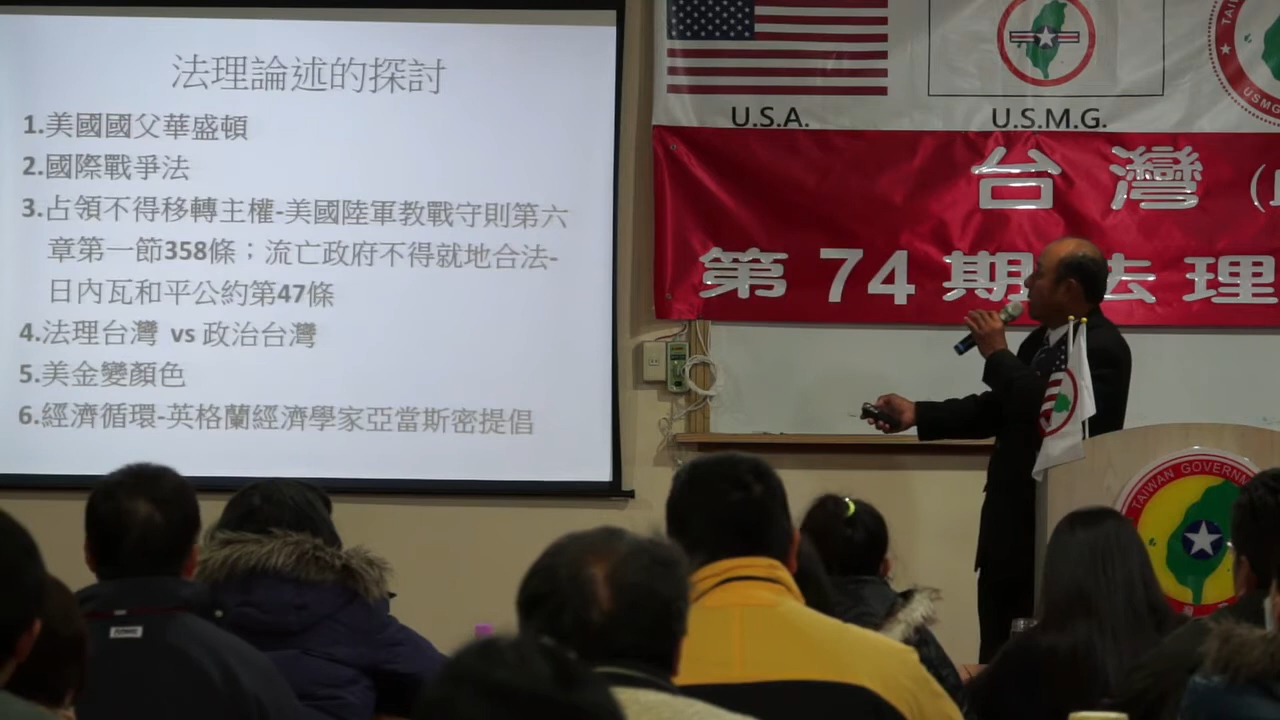 法理論述的探討
1.美國國父華盛頓
2.國際戰爭法
3.占領不得移轉主權-美國陸軍教戰守則第六
章第一節358條；流亡政府不得就地合法-
日內瓦和平公約第47條
4.法理台灣 vs 政治台灣
5.美金變顏色
6.經濟循環-英格蘭經濟學家亞當斯密提倡
U.S.A.
U.S.M.G.
台灣
第74期法理
TAIWAN GOVERNM